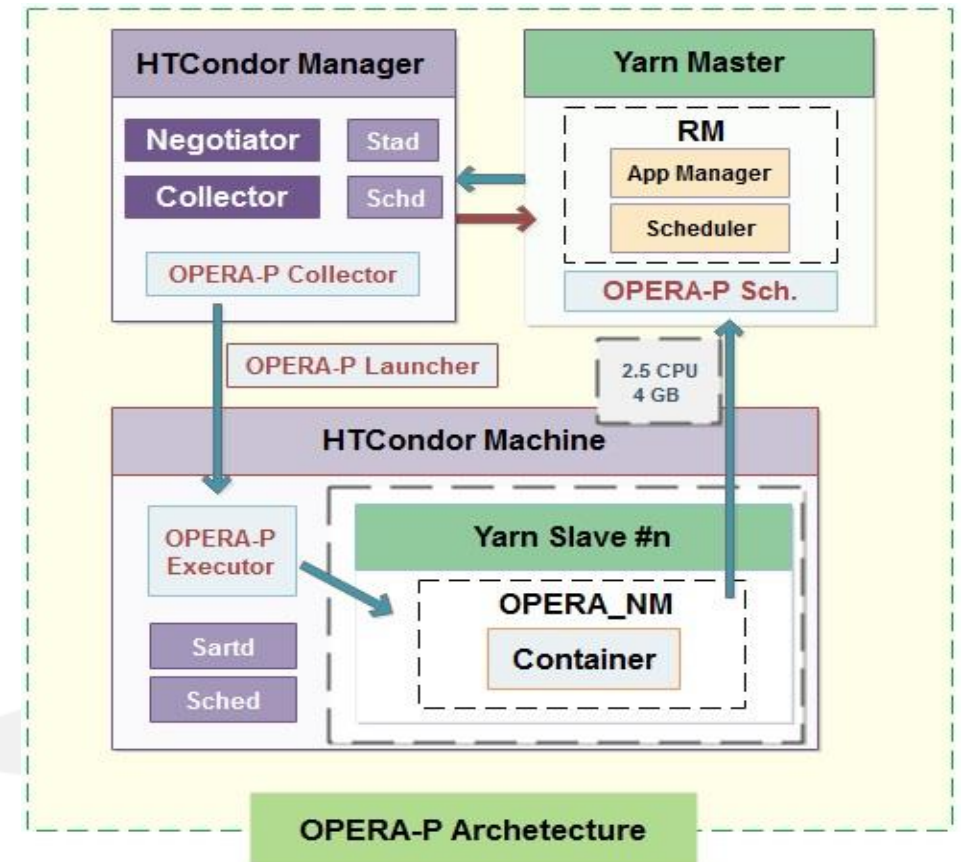 HTCondor Manager
Negotiator
Stad
Collector
Schd
OPERA-P Collector
Yarn Master
RM
App Manager
Scheduler
OPERA-P Sch.
OPERA-P Launcher
2.5 CPU
4 GB
HTCondor Machine
OPERA-P
Executor
Sartd
Sched
Yarn Slave #n
OPERA_NM
Container
OPERA-P Archetecture